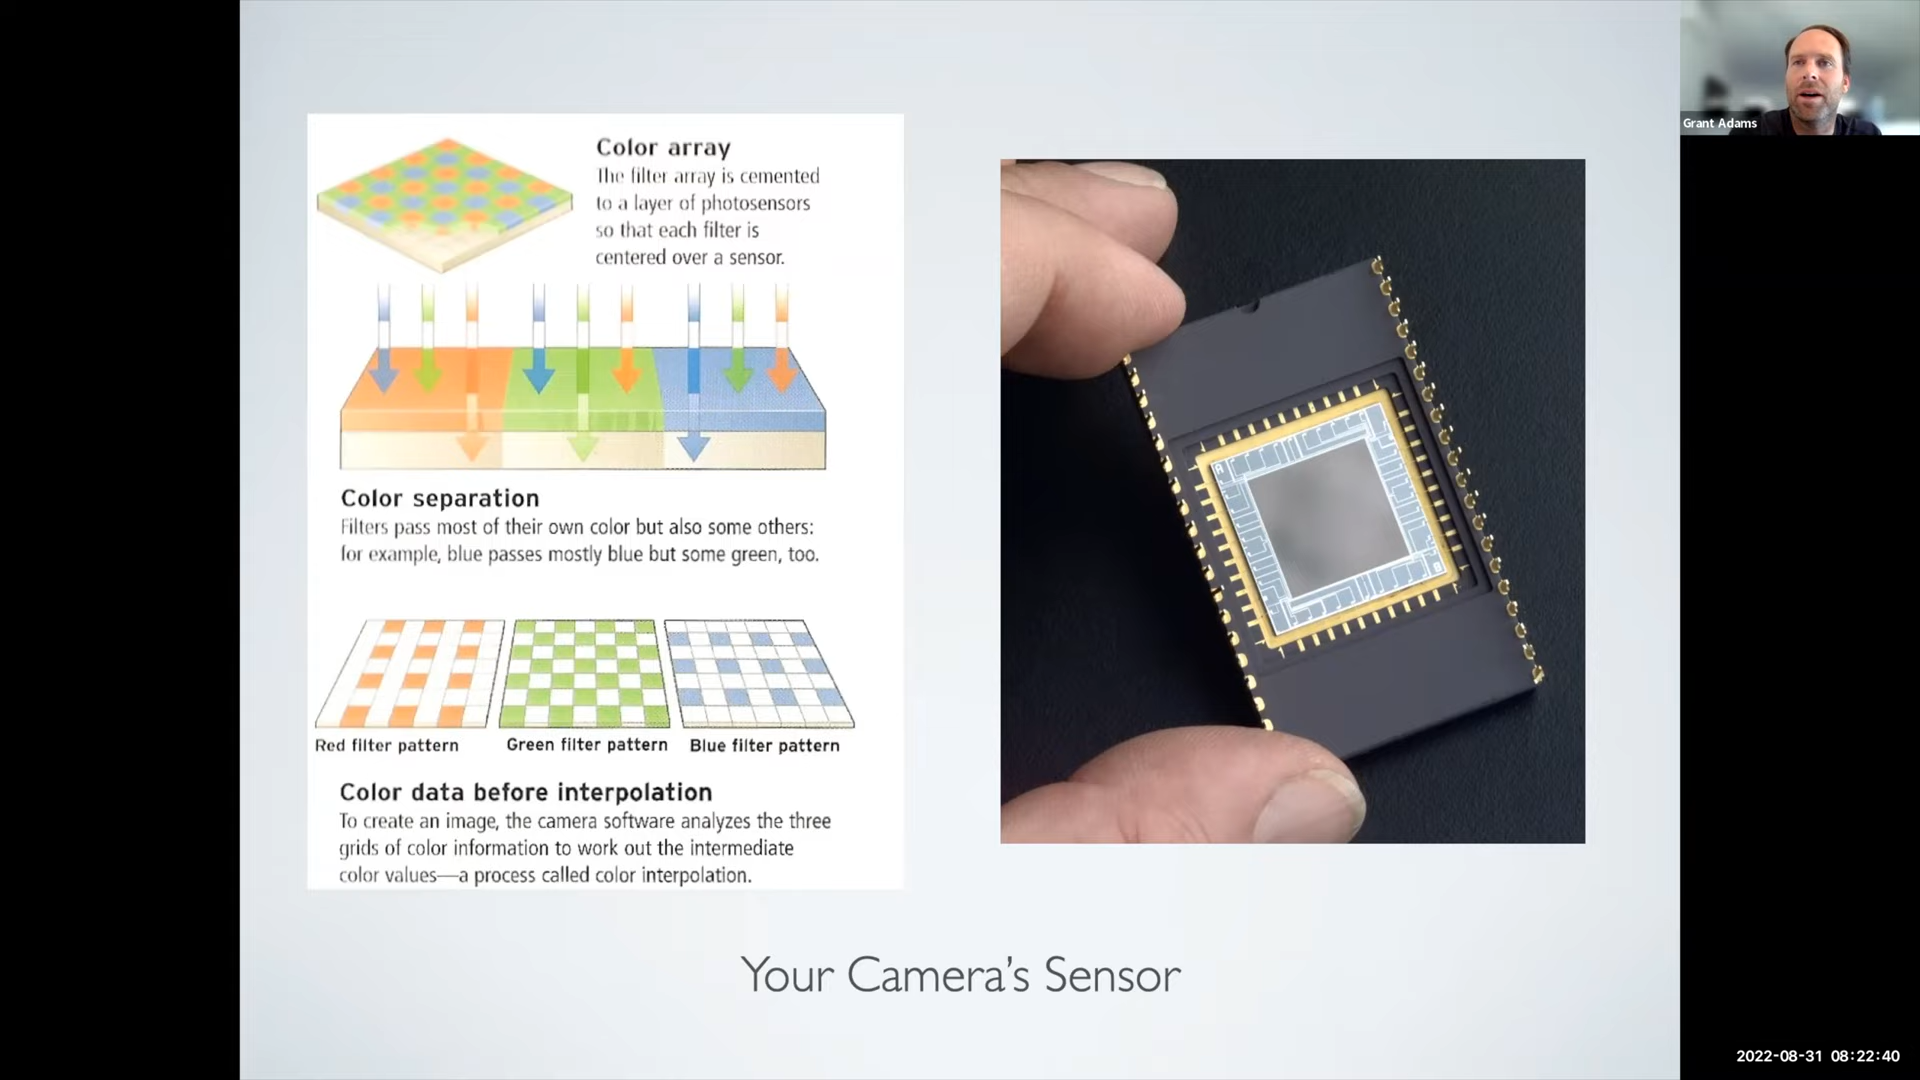 Color array
The filter array is cemented
to a layer of photosensors
so that each filter is
centered over a sensor.
Color separation
Filters pass most of their own color but also some others:
for example, blue passes mostly blue but some green, too.
Red filter pattern
Green filter pattern
Blue filter pattern
Color data before interpolation
To create an image, the camera software analyzes the three
grids of color information to work out the intermediate
color values—a process called color interpolation.
A
B
Your Camera's Sensor
Grant Adams
2022-08-31 08:22:40